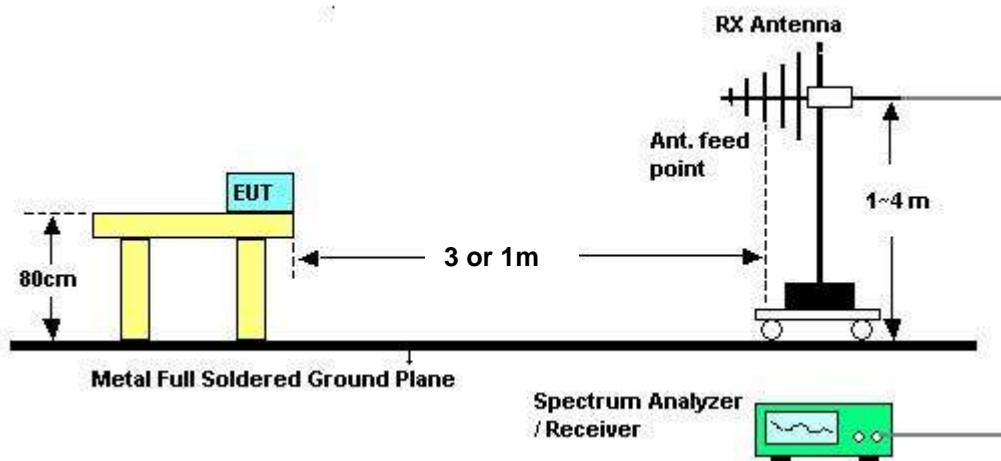 RX Antenna
Ant. feed
point
EUT
1~4 m
3 or 1m
80cm
Metal Full Soldered Ground Plane
Spectrum Analyzer
/ Receiver